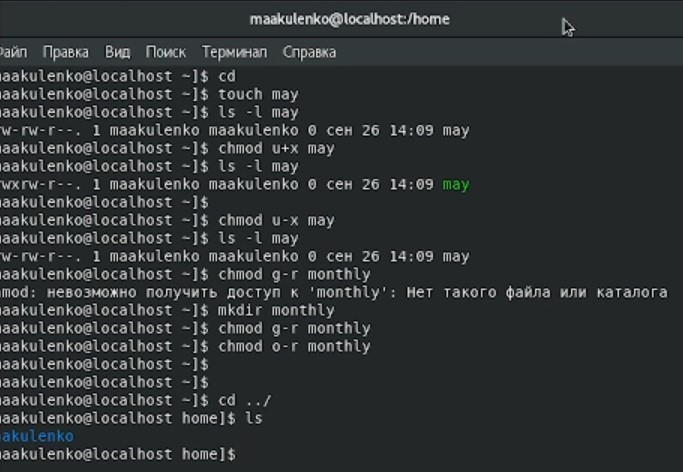 maakulenko@localhost:/home
Файл Правка Вид Поиск Терминал Справка
aakulenko@localhost ~]$ cd
aakulenko@localhost ~]$ touch may
aakulenko@localhost ~]$ ls -l may
rw-rw-r--. 1 maakulenko maakulenko 0 сен 26 14:09 may
aakulenko@localhost ~]$ chmod u+x may
aakulenko@localhost ~]$ ls -l may
rwxrw-r--. 1 maakulenko maakulenko 0 сен 26 14:09 may
aakulenko@localhost ~]$
aakulenko@localhost ~]$ chmod u-x may
aakulenko@localhost ~]$ ls -l may
rw-rw-r--. 1 maakulenko maakulenko 0 сен 26 14:09 may
aakulenko@localhost ~]$ chmod g-r monthly
hmod: невозможно получить доступ к 'monthly': Нет такого файла или каталога
aakulenko@localhost ~]$ mkdir monthly
aakulenko@localhost ~]$ chmod g-r monthly
aakulenko@localhost ~]$ chmod o-r monthly
aakulenko@localhost ~]$
aakulenko@localhost ~]$
aakulenko@localhost ~]$ cd ../
aakulenko@localhost home]$ ls
aakulenko
aakulenko@localhost home]$